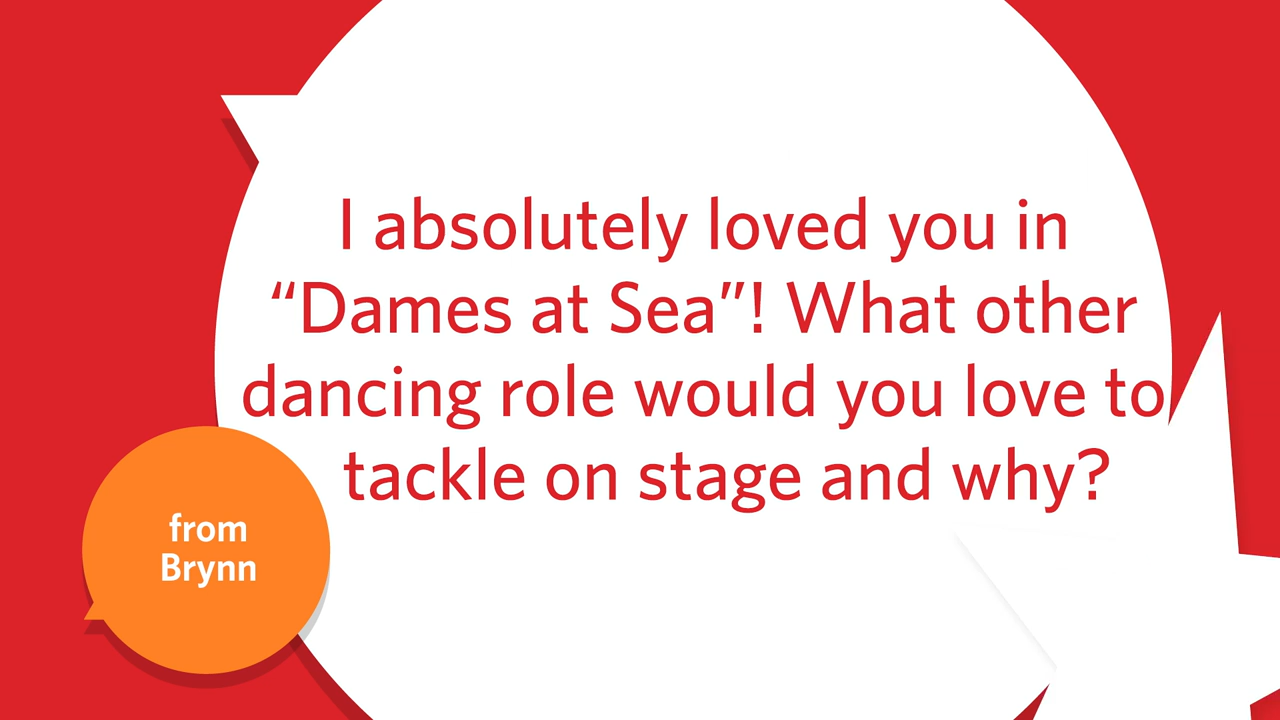 I absolutely loved you in
“Dames at Sea”! What other
dancing role would you love to
tackle on stage and why?
from
Brynn